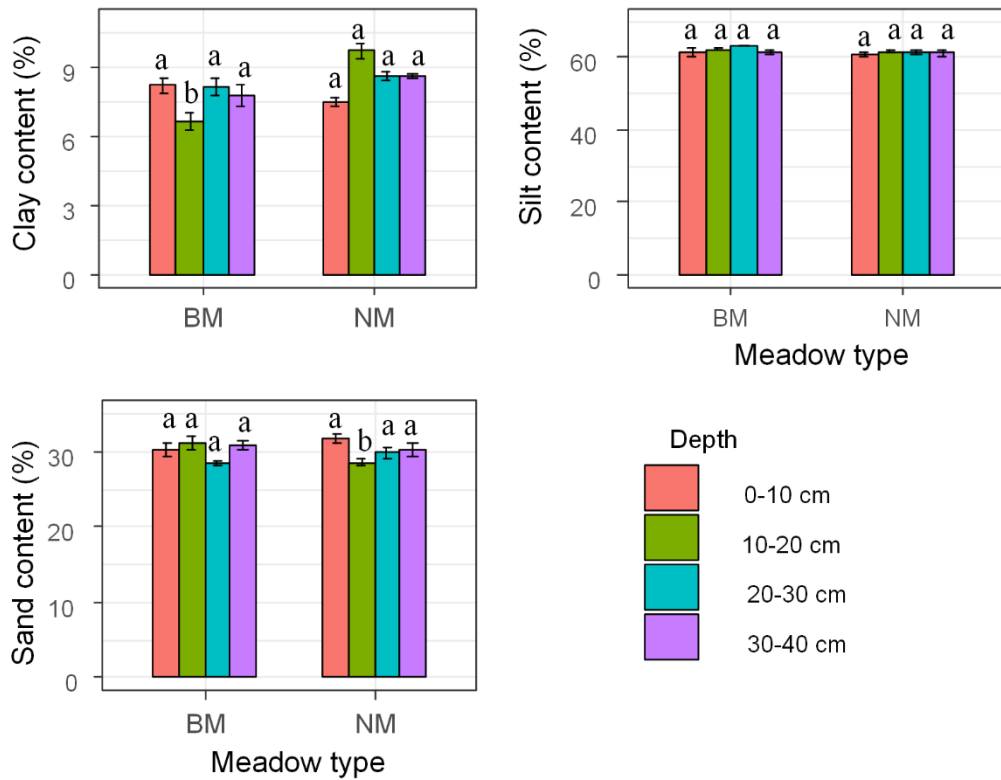 Clay content (%)
9
6
3
0
a b a a a a a a
BM NM
Silt content (%)
60
40
20
0
a a a a a a a a
BM NM
Meadow type
Sand content (%)
30
20
10
0
a a a a a b a a
BM NM
Meadow type
Depth
0-10 cm
10-20 cm
20-30 cm
30-40 cm